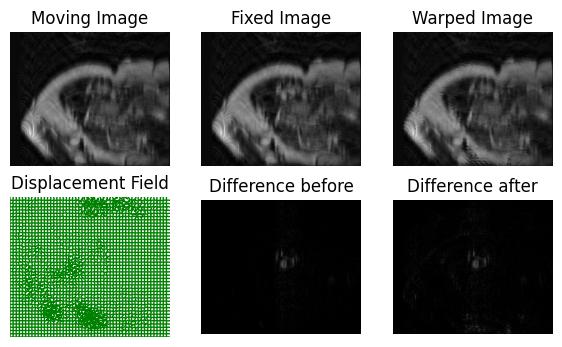 Moving Image
Fixed Image
Warped Image
Displacement Field
Difference before
Difference after